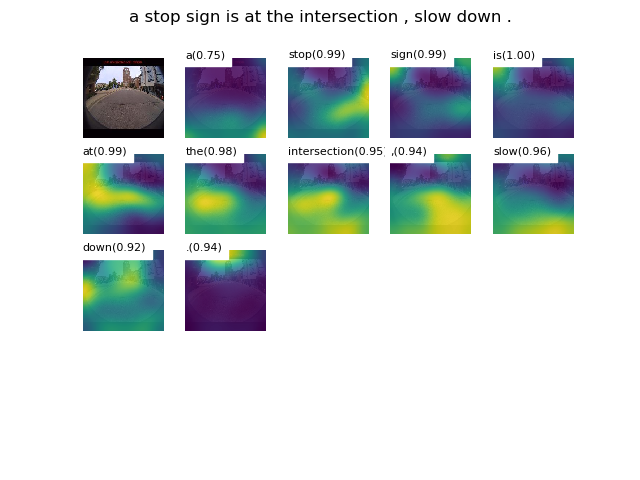 a stop sign is at the intersection , slow down .
a(0.75) stop(0.99) sign(0.99) is(1.00)
at(0.99) the(0.98) intersection(0.95) ,(0.94) slow(0.96)
down(0.92) .(0.94)